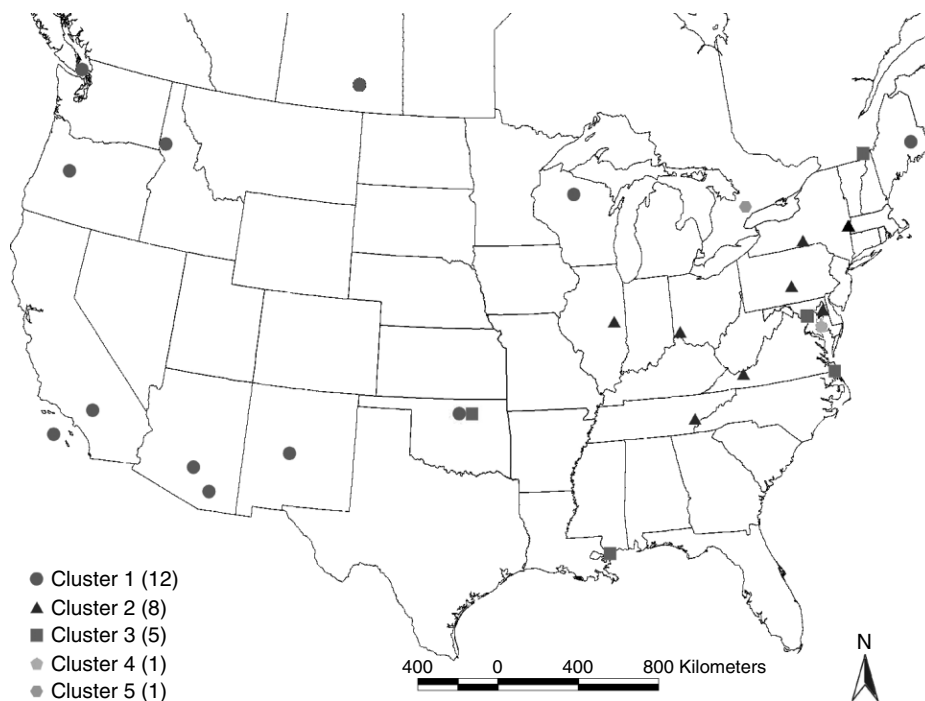 Cluster 1 (12)
Cluster 2 (8)
Cluster 3 (5)
Cluster 4 (1)
Cluster 5 (1)
400 0 400 800 Kilometers
N